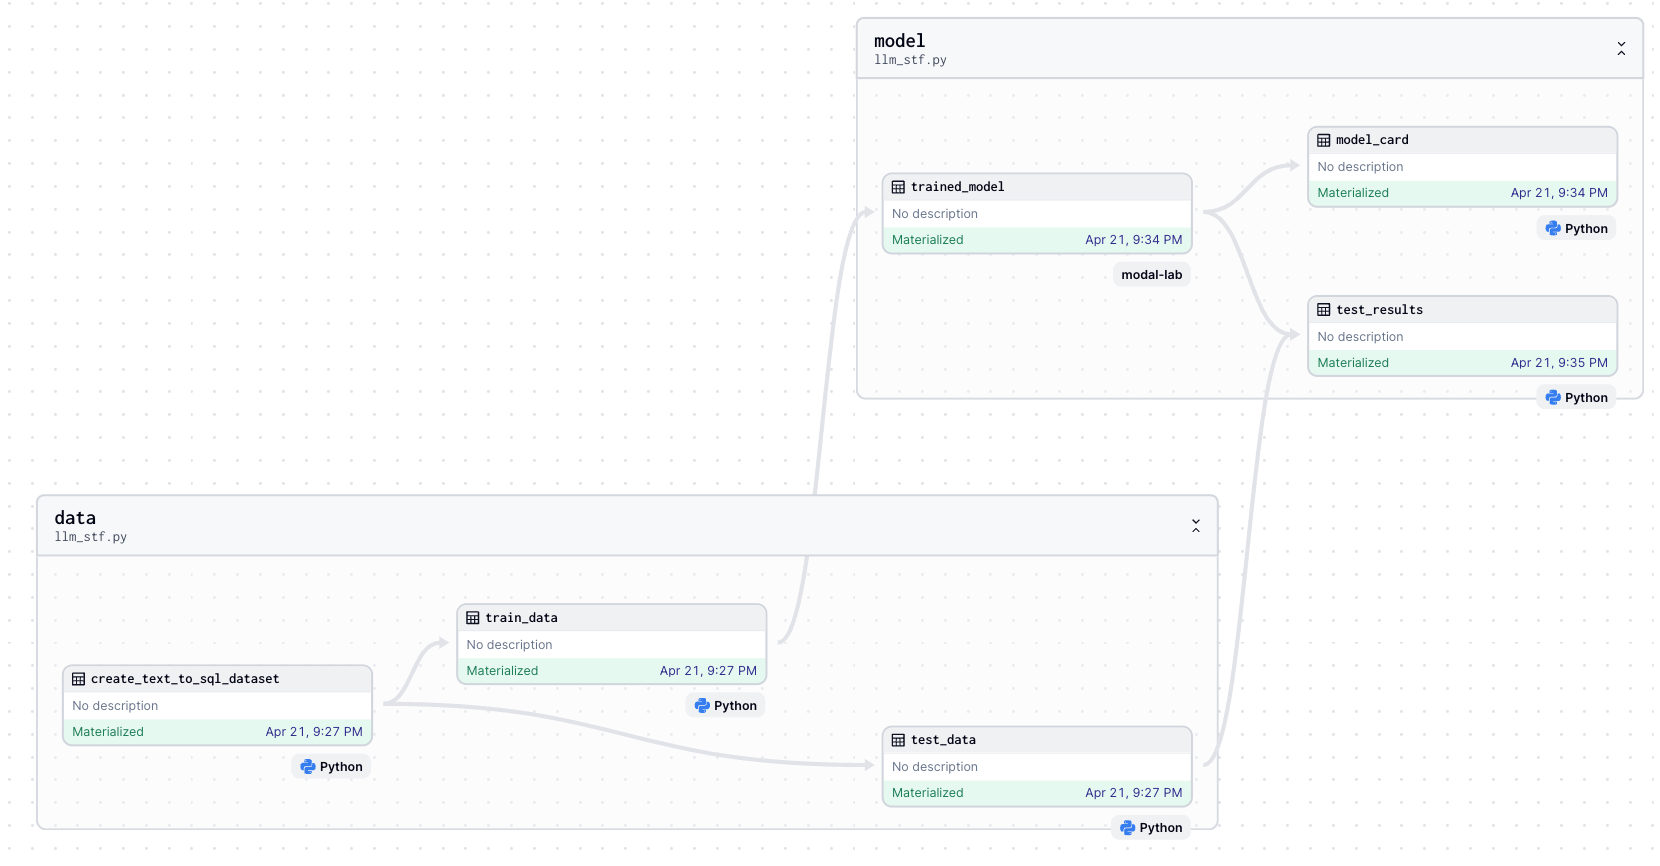 model
llm_stf.py
model_card
No description
Materialized Apr 21, 9:34 PM
Python
trained_model
No description
Materialized Apr 21, 9:34 PM
modal-lab
test_results
No description
Materialized Apr 21, 9:35 PM
Python
data
llm_stf.py
train_data
No description
Materialized Apr 21, 9:27 PM
Python
create_text_to_sql_dataset
No description
Materialized Apr 21, 9:27 PM
Python
test_data
No description
Materialized Apr 21, 9:27 PM
Python